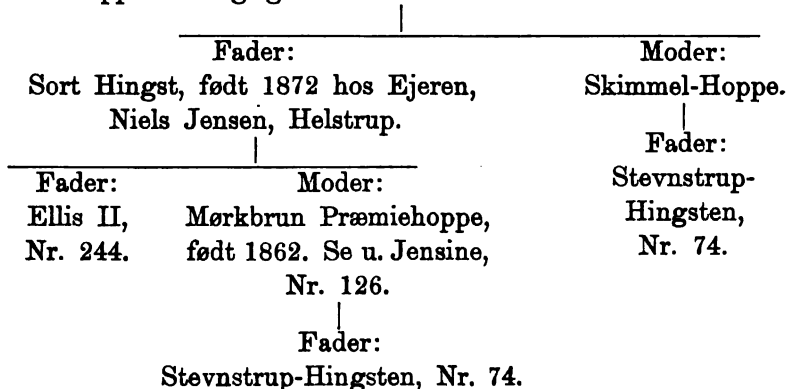 Fader:
Sort Hingst, født 1872 hos Ejeren,
Niels Jensen, Helstrup.
Moder:
Skimmel-Hoppe.
Fader:
Stevnstrup-
Hingsten,
Nr. 74.
Fader:
Ellis II,
Nr. 244.
Moder:
Mørkbrun Præmiehoppe,
født 1862. Se u. Jensine,
Nr. 126.
Fader:
Stevnstrup-Hingsten, Nr. 74.